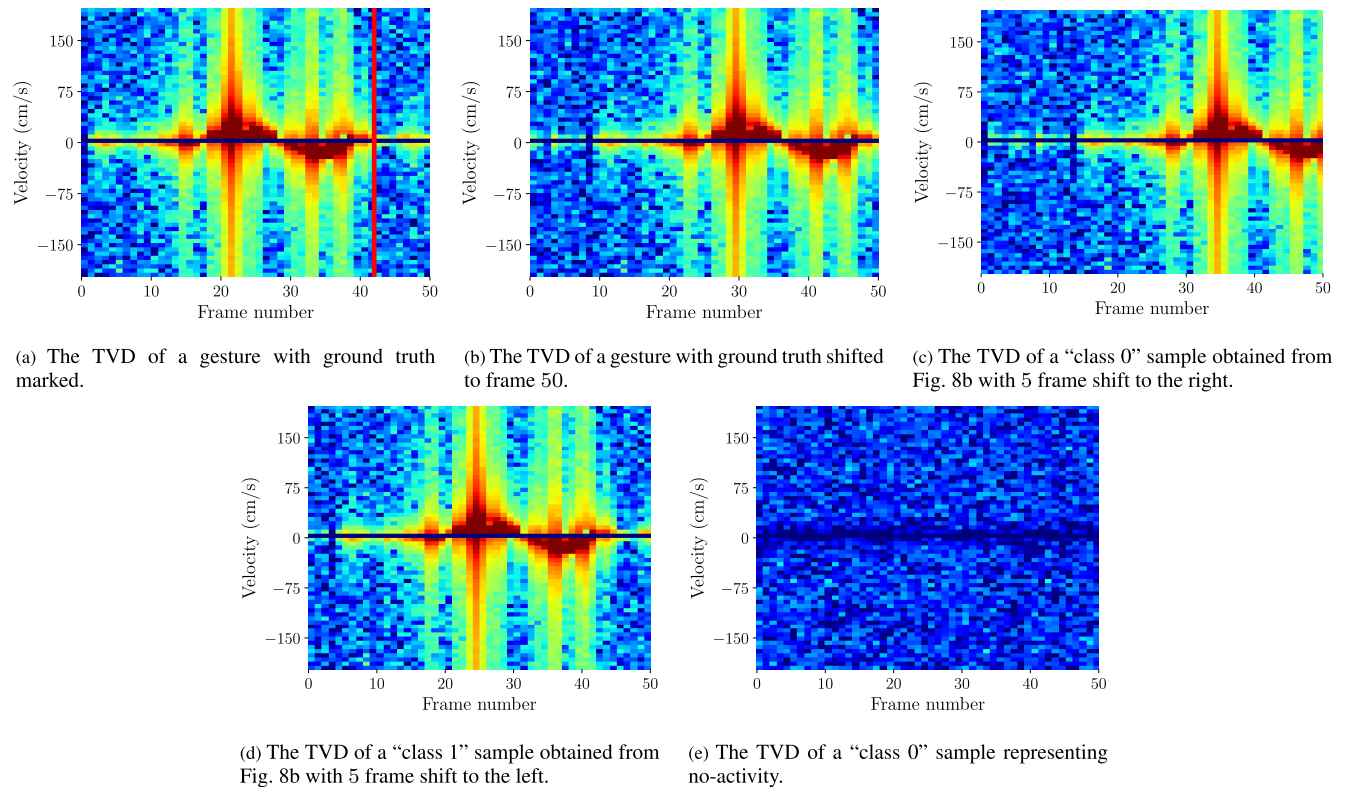 150
75
0
−75
−150
Velocity (cm/s)
0 10 20 30 40 50
Frame number
150
75
0
−75
−150
Velocity (cm/s)
0 10 20 30 40 50
Frame number
150
75
0
−75
−150
Velocity (cm/s)
0 10 20 30 40 50
Frame number
(a) The TVD of a gesture with ground truth
marked.
(b) The TVD of a gesture with ground truth shifted
to frame 50.
(c) The TVD of a “class 0” sample obtained from
Fig. 8b with 5 frame shift to the right.
150
75
0
−75
−150
Velocity (cm/s)
0 10 20 30 40 50
Frame number
150
75
0
−75
−150
Velocity (cm/s)
0 10 20 30 40 50
Frame number
(d) The TVD of a “class 1” sample obtained from
Fig. 8b with 5 frame shift to the left.
(e) The TVD of a “class 0” sample representing
no-activity.